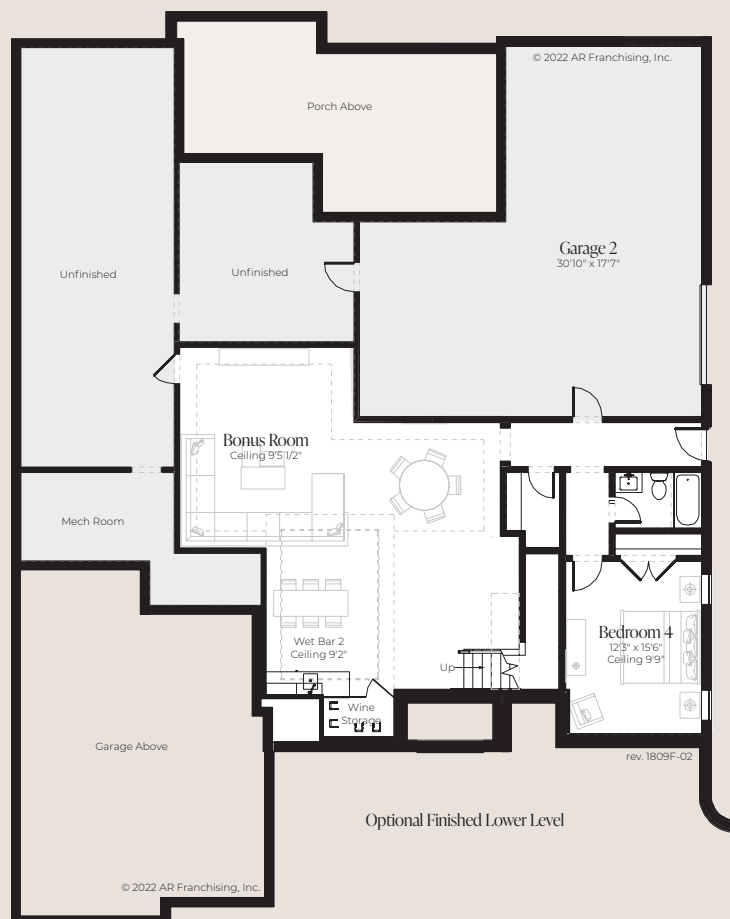 © 2022 AR Franchising, Inc.
Porch Above
Garage 2
30'10" x 17'7"
Unfinished
Unfinished
Bonus Room
Ceiling 9'5 1/2"
Mech Room
Wet Bar 2
Ceiling 9'2"
Bedroom 4
12'3" x 15'6"
Ceiling 9'9"
Up
Wine
Storage
Garage Above
rev. 1809F-02
Optional Finished Lower Level
© 2022 AR Franchising, Inc.